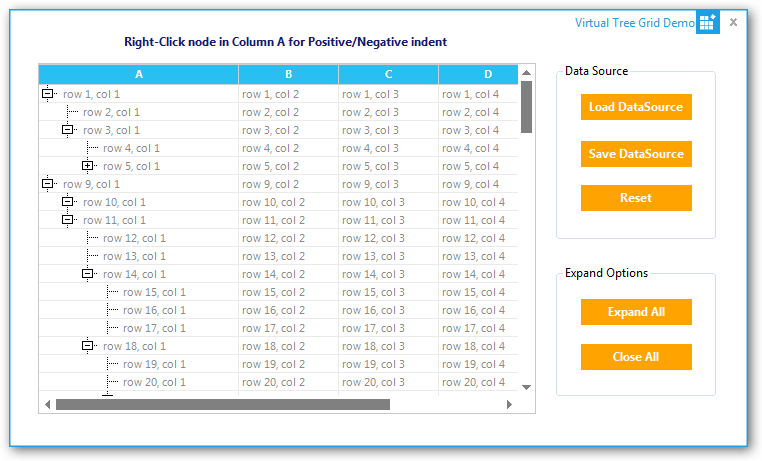 Virtual Tree Grid Demo
Right-Click node in Column A for Positive/Negative indent
A B C D
row 1, col 1 row 1, col 2 row 1, col 3 row 1, col 4
row 2, col 1 row 2, col 2 row 2, col 3 row 2, col 4
row 3, col 1 row 3, col 2 row 3, col 3 row 3, col 4
row 4, col 1 row 4, col 2 row 4, col 3 row 4, col 4
row 5, col 1 row 5, col 2 row 5, col 3 row 5, col 4
row 9, col 1 row 9, col 2 row 9, col 3 row 9, col 4
row 10, col 1 row 10, col 2 row 10, col 3 row 10, col 4
row 11, col 1 row 11, col 2 row 11, col 3 row 11, col 4
row 12, col 1 row 12, col 2 row 12, col 3 row 12, col 4
row 13, col 1 row 13, col 2 row 13, col 3 row 13, col 4
row 14, col 1 row 14, col 2 row 14, col 3 row 14, col 4
row 15, col 1 row 15, col 2 row 15, col 3 row 15, col 4
row 16, col 1 row 16, col 2 row 16, col 3 row 16, col 4
row 17, col 1 row 17, col 2 row 17, col 3 row 17, col 4
row 18, col 1 row 18, col 2 row 18, col 3 row 18, col 4
row 19, col 1 row 19, col 2 row 19, col 3 row 19, col 4
row 20, col 1 row 20, col 2 row 20, col 3 row 20, col 4
Data Source
Load DataSource
Save DataSource
Reset
Expand Options
Expand All
Close All